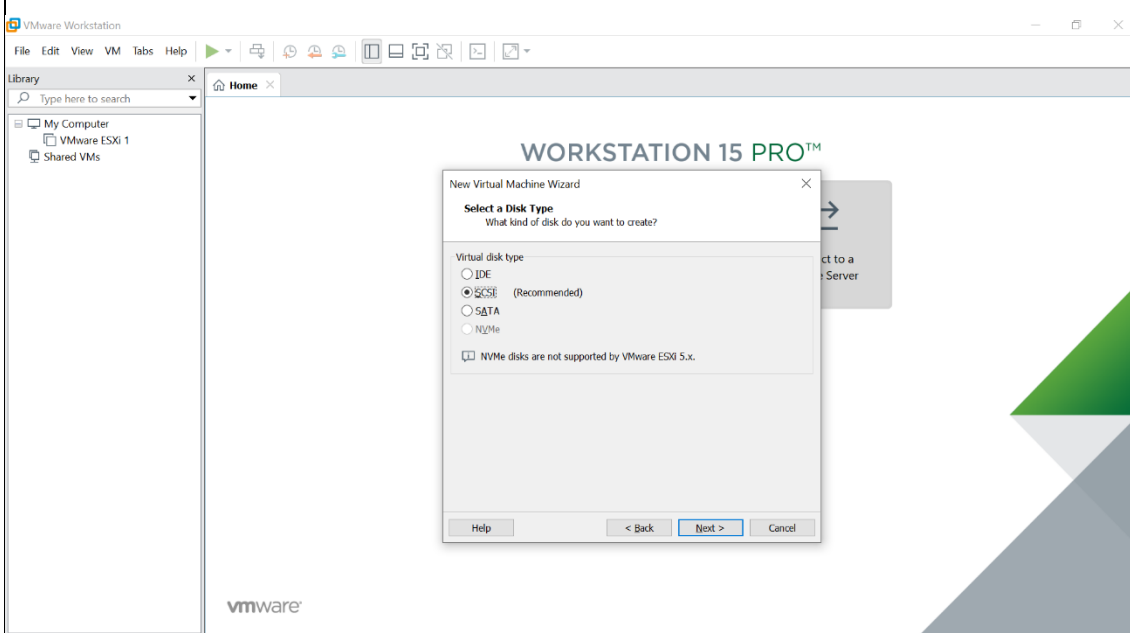 VMware Workstation
File Edit View VM Tabs Help
Library
Type here to search
My Computer
VMware ESXi 1
Shared VMs
Home
WORKSTATION 15 PRO™
New Virtual Machine Wizard
Select a Disk Type
What kind of disk do you want to create?
Virtual disk type
IDE
SCSI (Recommended)
SATA
NVMe
NVMe disks are not supported by VMware ESXi 5.x.
ct to a
Server
Help < Back Next > Cancel
vmware